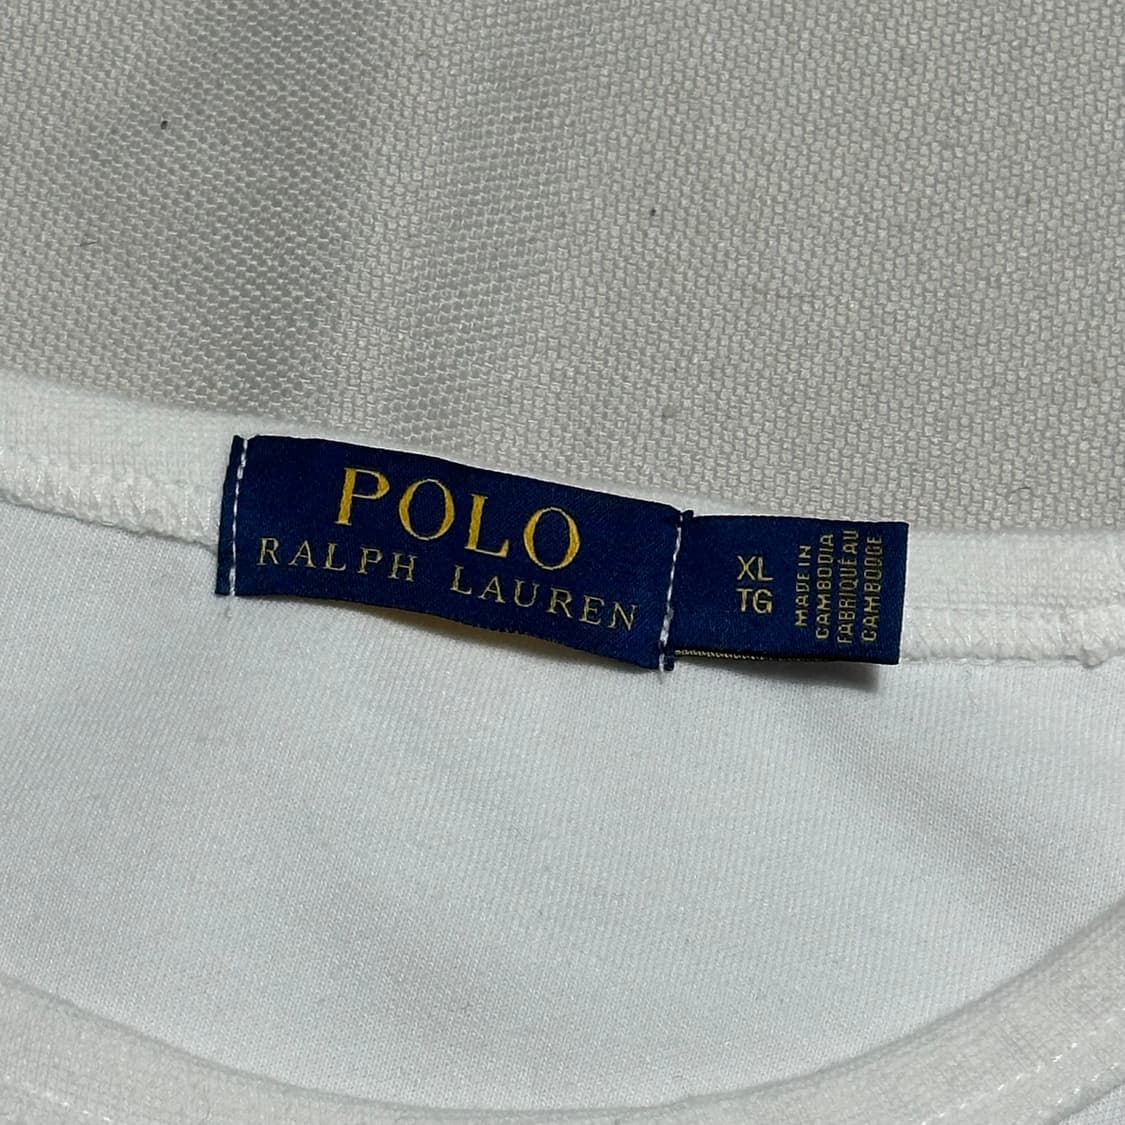 POLO
RALPH LAUREN
XL
TG
MADE IN
CAMBODIA
FABRIQUÉ AU
CAMBODGE